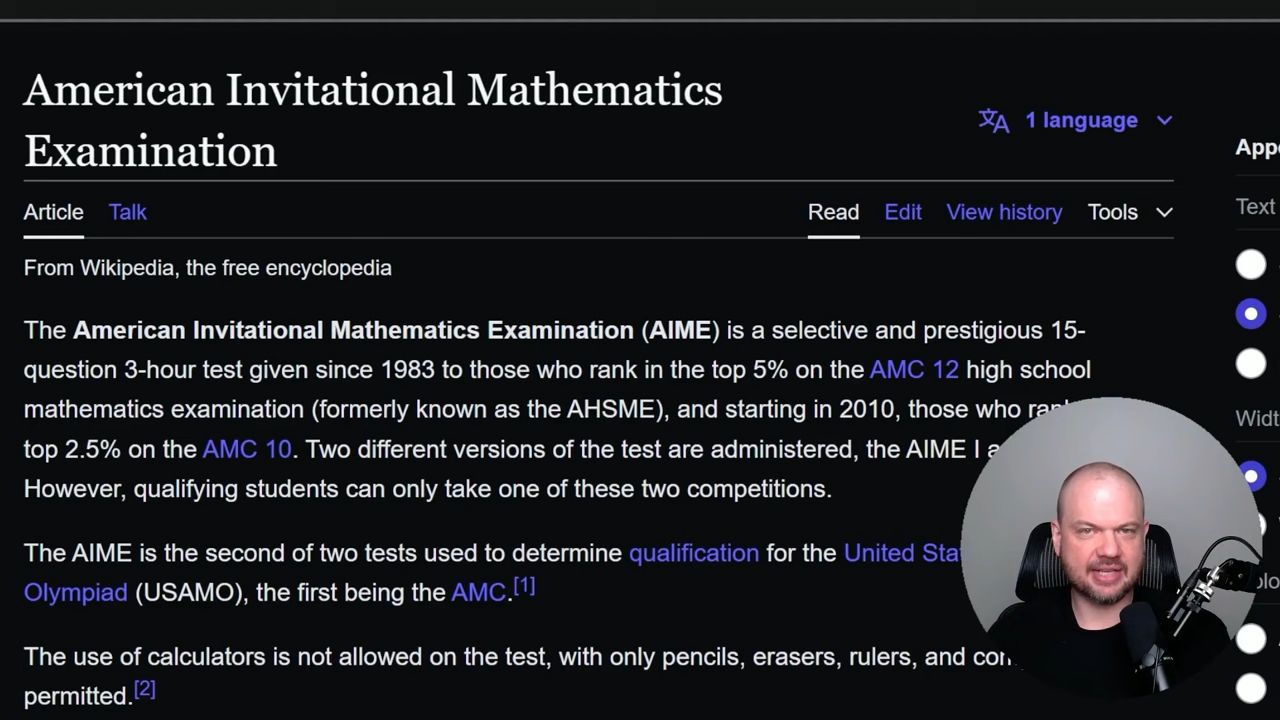 American Invitational Mathematics
Examination
1 language
Article Talk
Read Edit View history Tools
From Wikipedia, the free encyclopedia
Text
The American Invitational Mathematics Examination (AIME) is a selective and prestigious 15-
question 3-hour test given since 1983 to those who rank in the top 5% on the AMC 12 high school
mathematics examination (formerly known as the AHSME), and starting in 2010, those who
top 2.5% on the AMC 10. Two different versions of the test are administered, the AIME I
However, qualifying students can only take one of these two competitions.
The AIME is the second of two tests used to determine qualification for the United
Olympiad (USAMO), the first being the AMC.[1]
The use of calculators is not allowed on the test, with only pencils, erasers, rulers, and
permitted.[2]